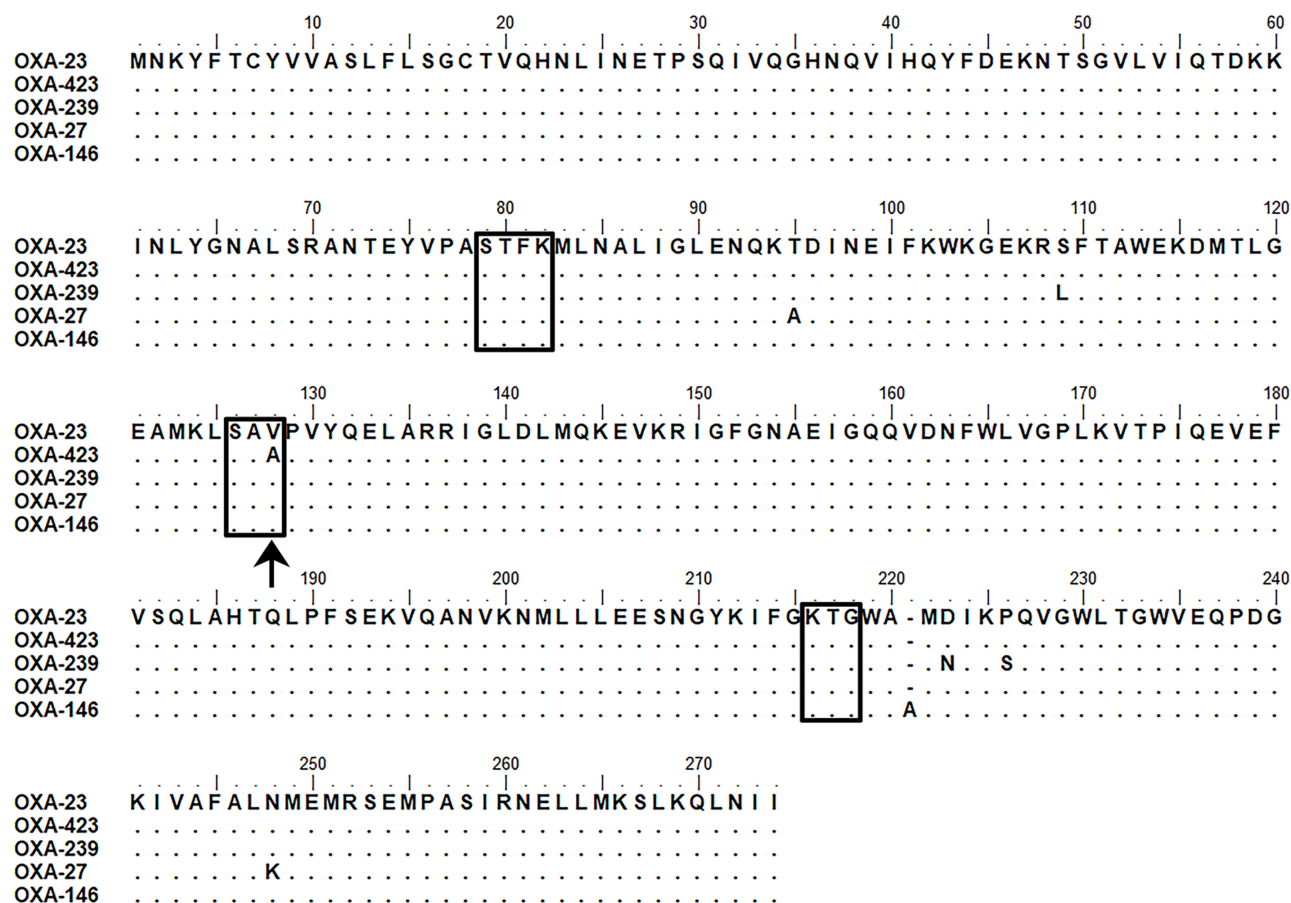 10 20 30 40 50 60
OXA-23 MNKYFTCYVVASLFLSGCTVQHNLINETPSQIVQGHNQVIHQYFDEKNTSGVLVIQTDKK
OXA-423 ............................................................
OXA-239 ............................................................
OXA-27 ............................................................
OXA-146 ............................................................
70 80 90 100 110 120
OXA-23 INLYGNALSRANTEYVPASTFKMLNALIGLENQKTDINEIFKWKGEKRSFTAWEKDMTLG
OXA-423 ............................................................
OXA-239 ................................................L...........
OXA-27 ..................................A.........................
OXA-146 ............................................................
130 140 150 160 170 180
OXA-23 EAMKLSAVPVYQELARRIGLDLMQKEVKRIGFGNAEIGQQVDNFWLVGPLKVTPIQEVEF
OXA-423 .......A....................................................
OXA-239 ............................................................
OXA-27 ............................................................
OXA-146 ............................................................
190 200 210 220 230 240
OXA-23 VSQLAHTQLPFSEKVQANVKNMLLLEESNGYKIFGKTGWA-MDIKPQVGWLTGWVEQPDG
OXA-423 ........................................-...................
OXA-239 ........................................-.N..S..............
OXA-27 ........................................-...................
OXA-146 ........................................A...................
250 260 270
OXA-23 KIVAFALNMEMRSEMPASIRNELLMKSLKQLNII
OXA-423 ..................................
OXA-239 ..................................
OXA-27 .......K..........................
OXA-146 ..................................